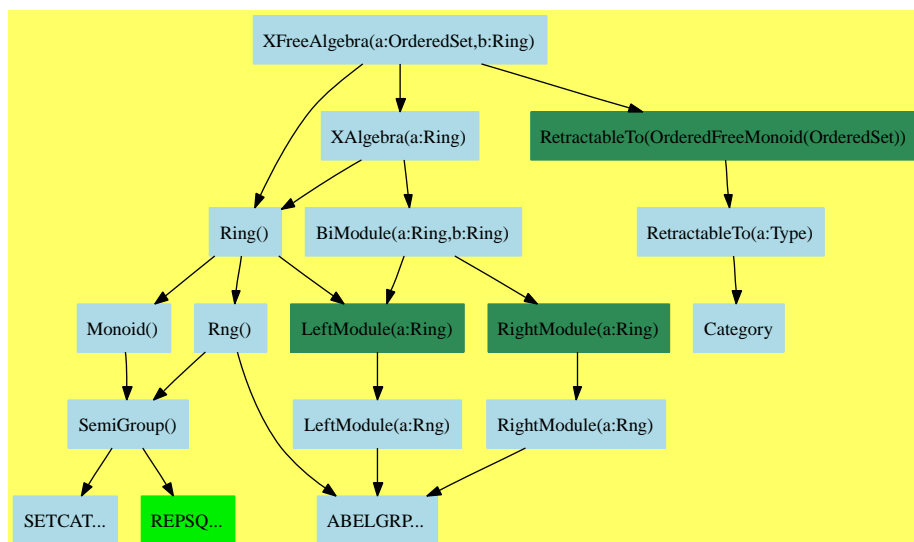 XFreeAlgebra(a:OrderedSet,b:Ring)
XAlgebra(a:Ring)
RetractableTo(OrderedFreeMonoid(OrderedSet))
Ring()
BiModule(a:Ring,b:Ring)
RetractableTo(a:Type)
Monoid()
Rng()
LeftModule(a:Ring)
RightModule(a:Ring)
Category
SemiGroup()
LeftModule(a:Rng)
RightModule(a:Rng)
SETCAT...
REPSQ...
ABELGRP...